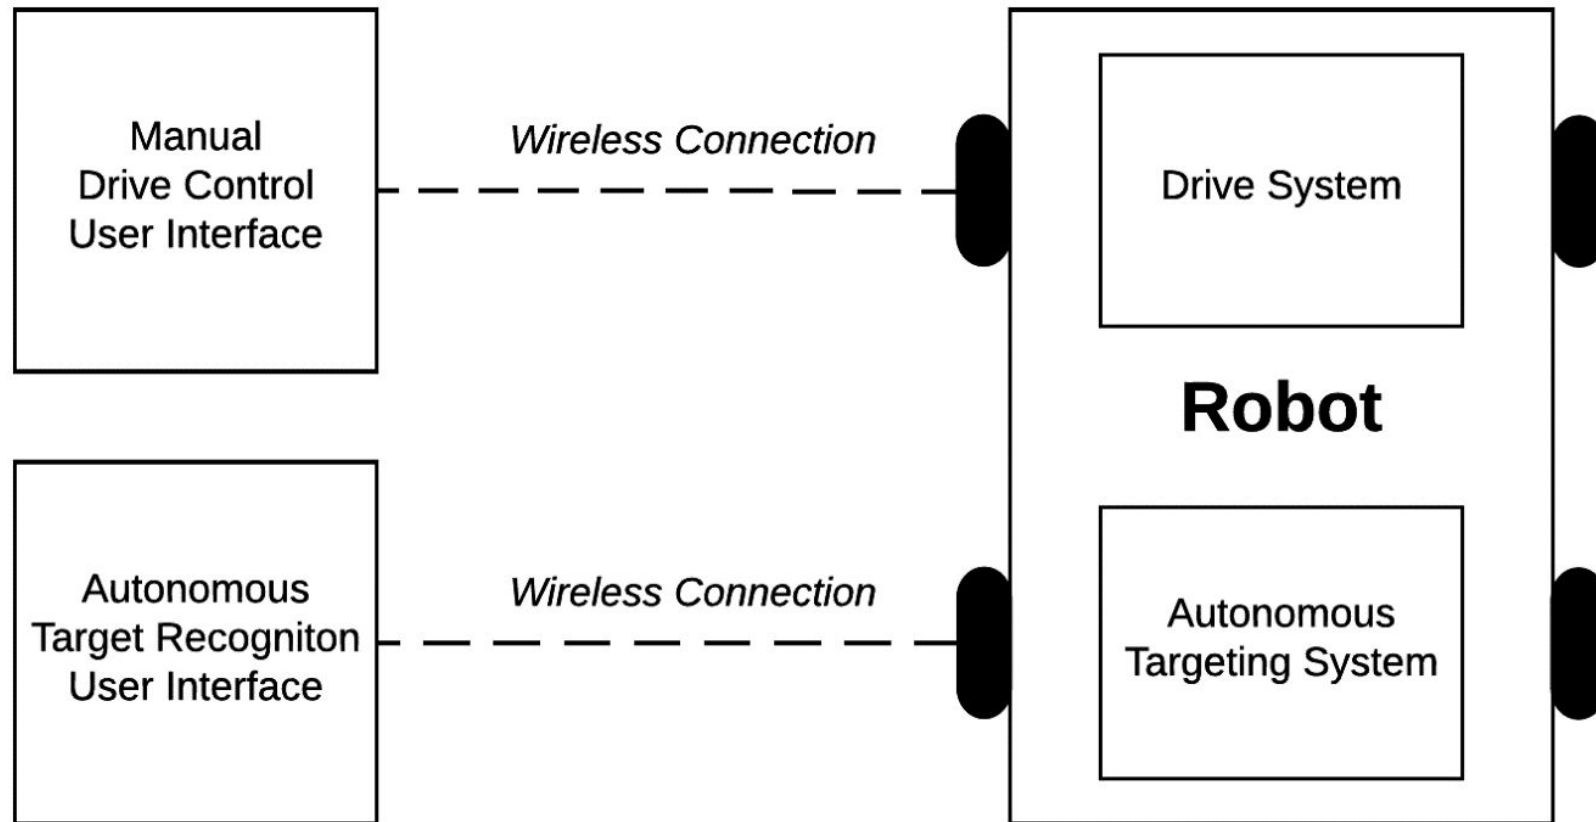 Manual
Drive Control
User Interface
Wireless Connection
Drive System
Robot
Autonomous
Target Recogniton
User Interface
Wireless Connection
Autonomous
Targeting System